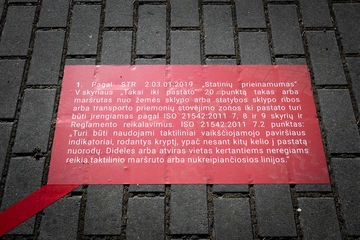 1. Pagal STR 2.03.01:2019 „Statinių prieinamumas“
V skyriaus „Takai iki pastato“ 20 punktą takas arba
maršrutas nuo žemės sklypo arba statybos sklypo ribos
arba transporto priemonių stovėjimo zonos iki pastato turi
būti įrengiamas pagal ISO 21542:2011 7, 8 ir 9 skyrių ir
Reglamento reikalavimus. ISO 21542:2011 7.2 punktas:
„Turi būti naudojami taktiliniai vaikščiojamojo paviršiaus
indikatoriai, rodantys kryptį, ypač nesant kitų kelio į pastatą
nuorodų. Didelės arba atviras vietas kertantiems neregiams
reikia taktilinio maršruto arba nukreipiančiosios linijos.“